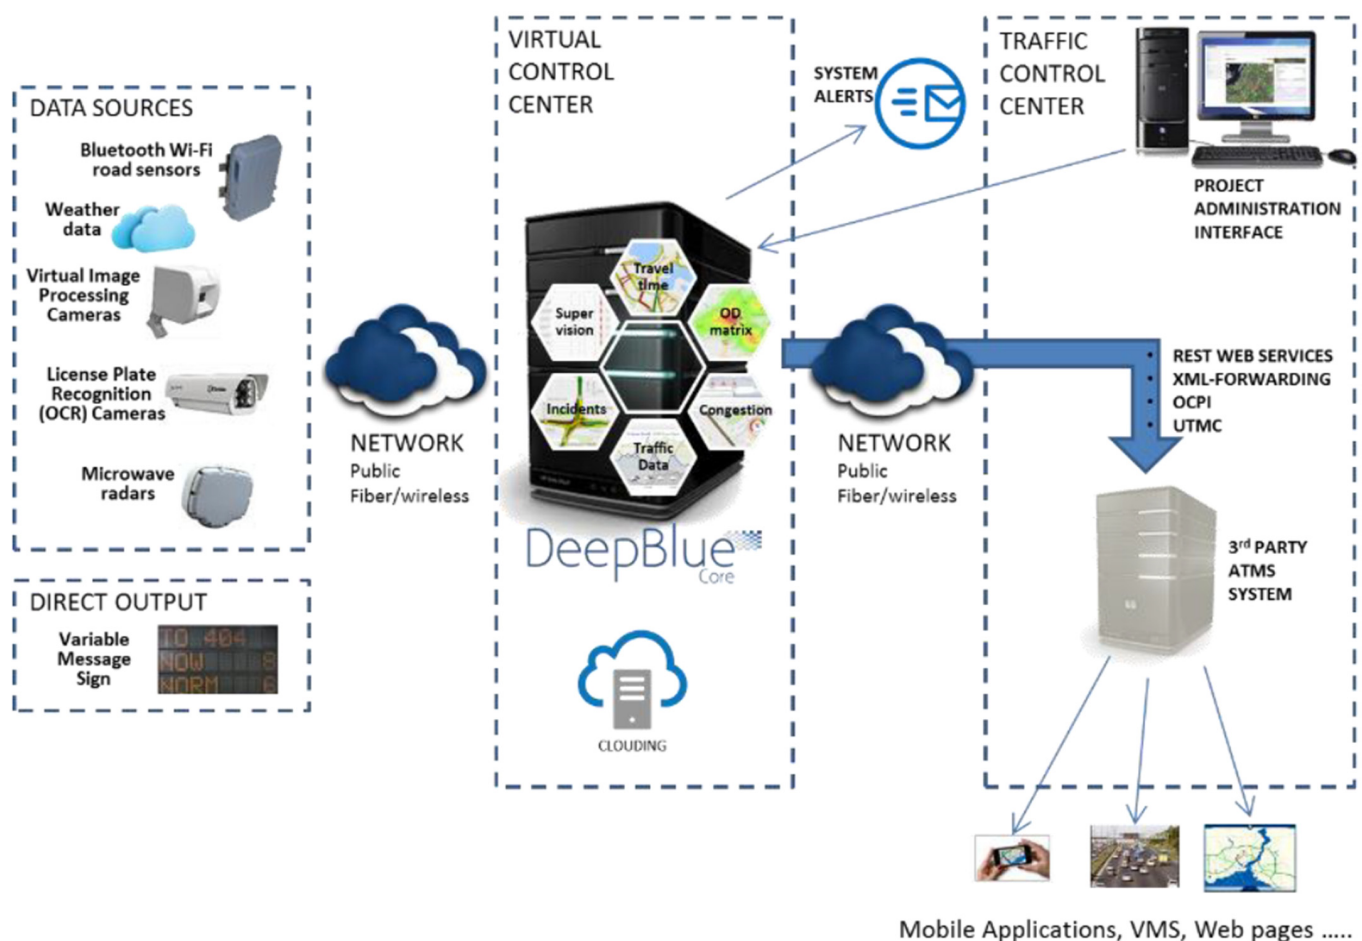 DATA SOURCES
Bluetooth Wi-Fi
road sensors
Weather
data
Virtual Image
Processing
Cameras
License Plate
Recognition
(OCR) Cameras
Microwave
radars
DIRECT OUTPUT
Variable
Message
Sign
TO 404
NOW 8
NORM 6
NETWORK
Public
Fiber/wireless
VIRTUAL
CONTROL
CENTER
Travel
time
Super
vision
OD
matrix
Incidents
Congestion
Traffic
Data
DeepBlue
Core
CLOUDING
SYSTEM
ALERTS
NETWORK
Public
Fiber/wireless
TRAFFIC
CONTROL
CENTER
PROJECT
ADMINISTRATION
INTERFACE
• REST WEB SERVICES
• XML-FORWARDING
• OCPI
• UTMC
3rd PARTY
ATMS
SYSTEM
Mobile Applications, VMS, Web pages .....